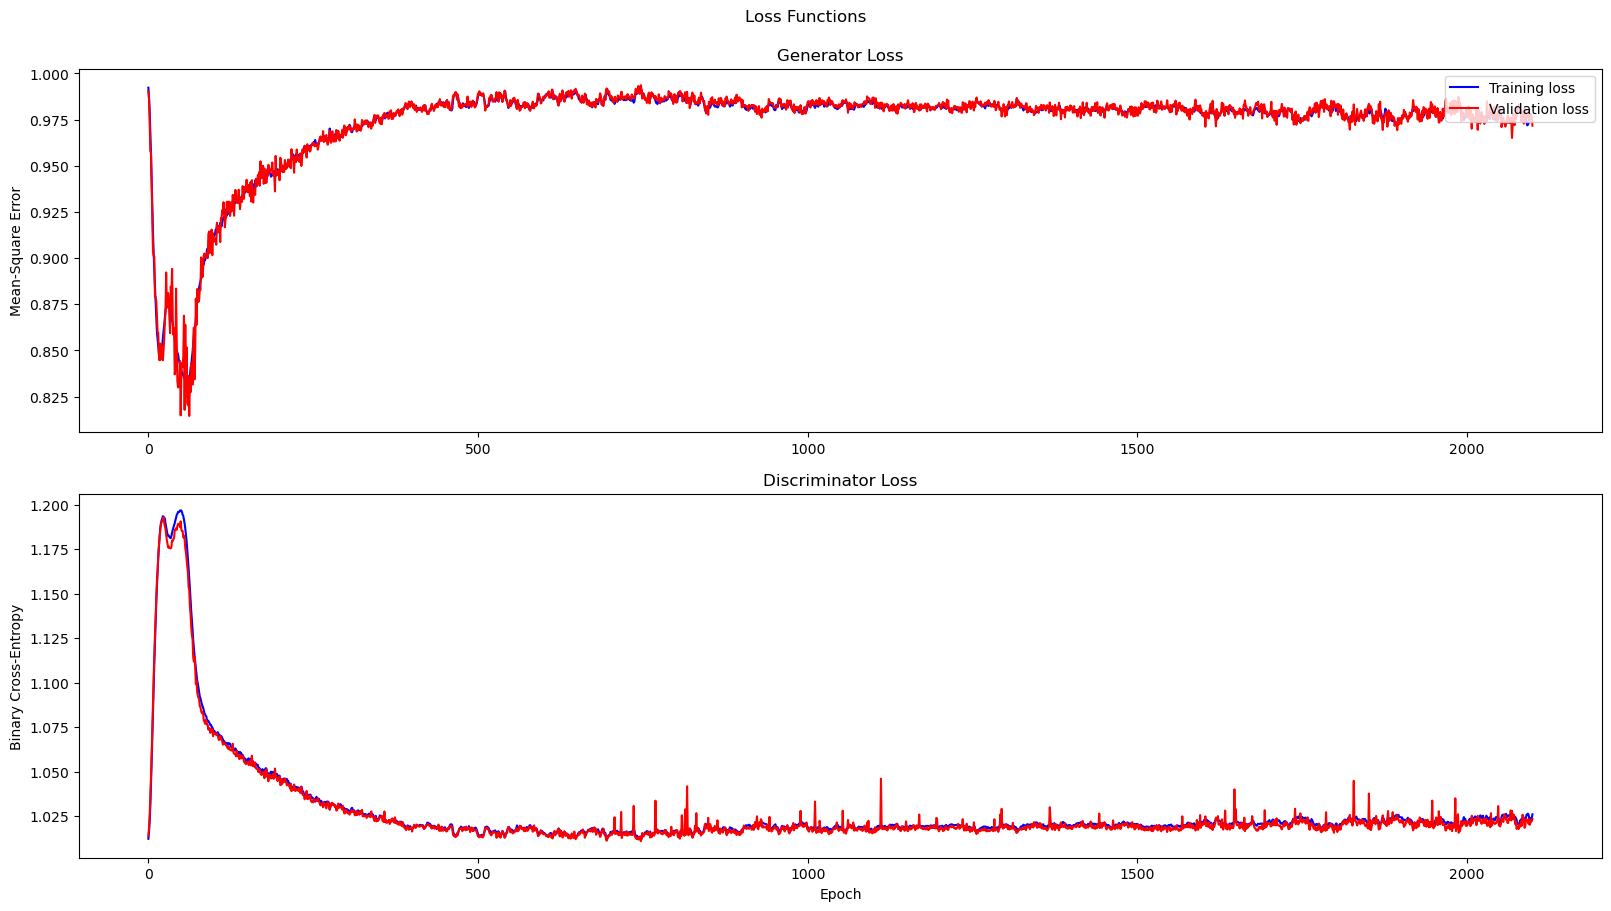 Loss Functions
Generator Loss
Mean-Square Error
1.000
0.975
0.950
0.925
0.900
0.875
0.850
0.825
Training loss
Validation loss
0 500 1000 1500 2000
Discriminator Loss
Binary Cross-Entropy
1.200
1.175
1.150
1.125
1.100
1.075
1.050
1.025
0 500 1000 1500 2000
Epoch